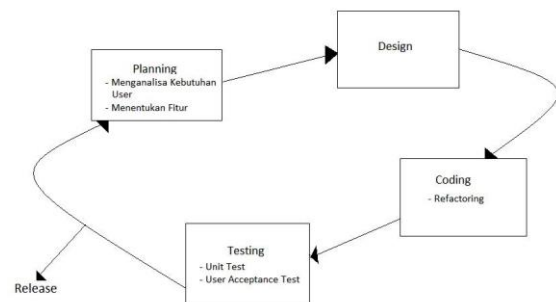 Planning
- Menganalisa Kebutuhan
User
- Menentukan Fitur
Design
Coding
- Refactoring
Testing
- Unit Test
- User Acceptance Test
Release